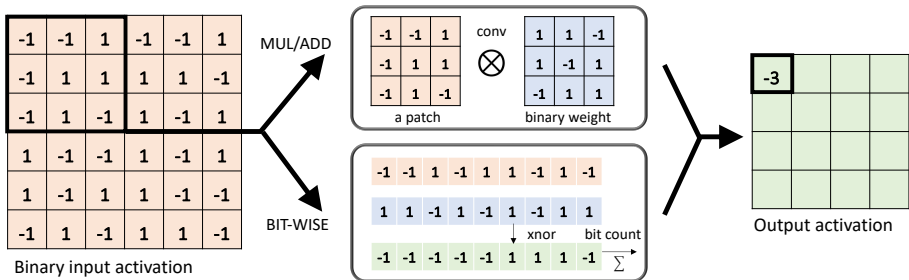 -1 -1 1 -1 -1 1
-1 1 1 1 1 -1
-1 1 -1 1 -1 1
1 -1 -1 1 -1 1
1 -1 1 1 -1 -1
-1 1 -1 1 1 -1
Binary input activation
MUL/ADD
BIT-WISE
-1 -1 1
-1 1 1
-1 1 -1
a patch
conv
⊗
1 1 -1
1 -1 1
-1 1 1
binary weight
-1 -1 1 -1 1 1 -1 1 -1
1 1 -1 1 -1 1 -1 1 1
xnor bit count
-1 -1 -1 -1 -1 1 1 1 -1 ∑
-3
Output activation